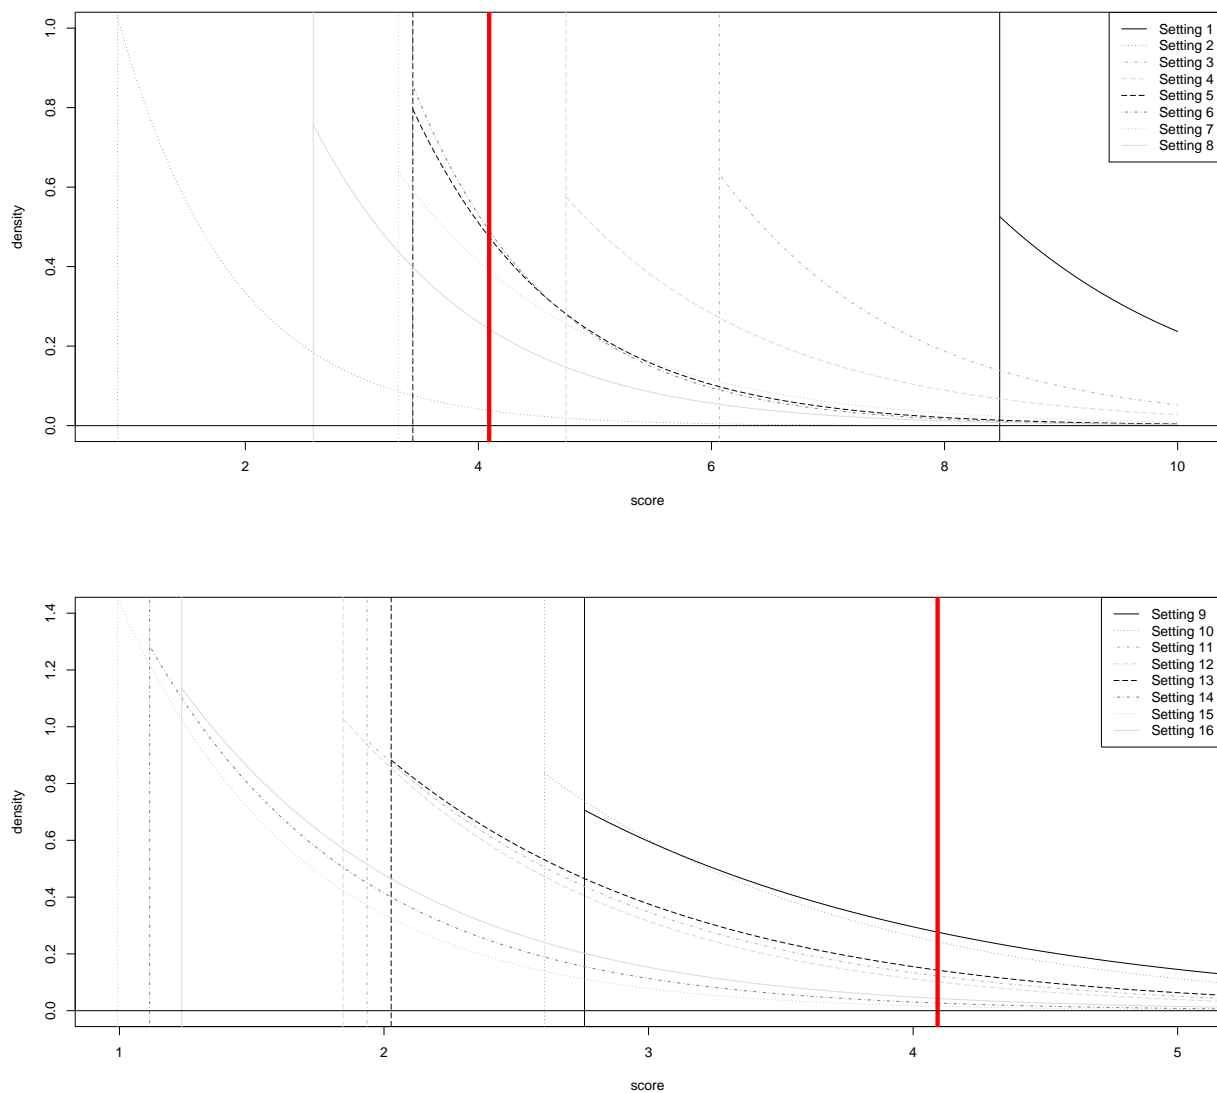 1.0
0.8
0.6
0.4
0.2
0.0
density
2 4 6 8 10
score
Setting 1
Setting 2
Setting 3
Setting 4
Setting 5
Setting 6
Setting 7
Setting 8
1.4
1.2
1.0
0.8
0.6
0.4
0.2
0.0
density
1 2 3 4 5
score
Setting 9
Setting 10
Setting 11
Setting 12
Setting 13
Setting 14
Setting 15
Setting 16